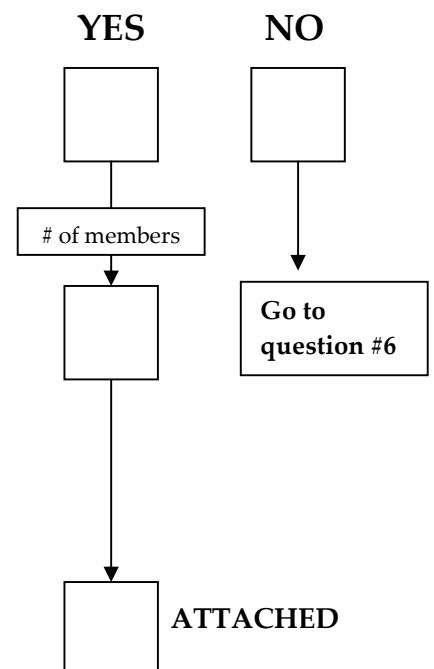 YES NO
# of members
Go to
question #6
ATTACHED